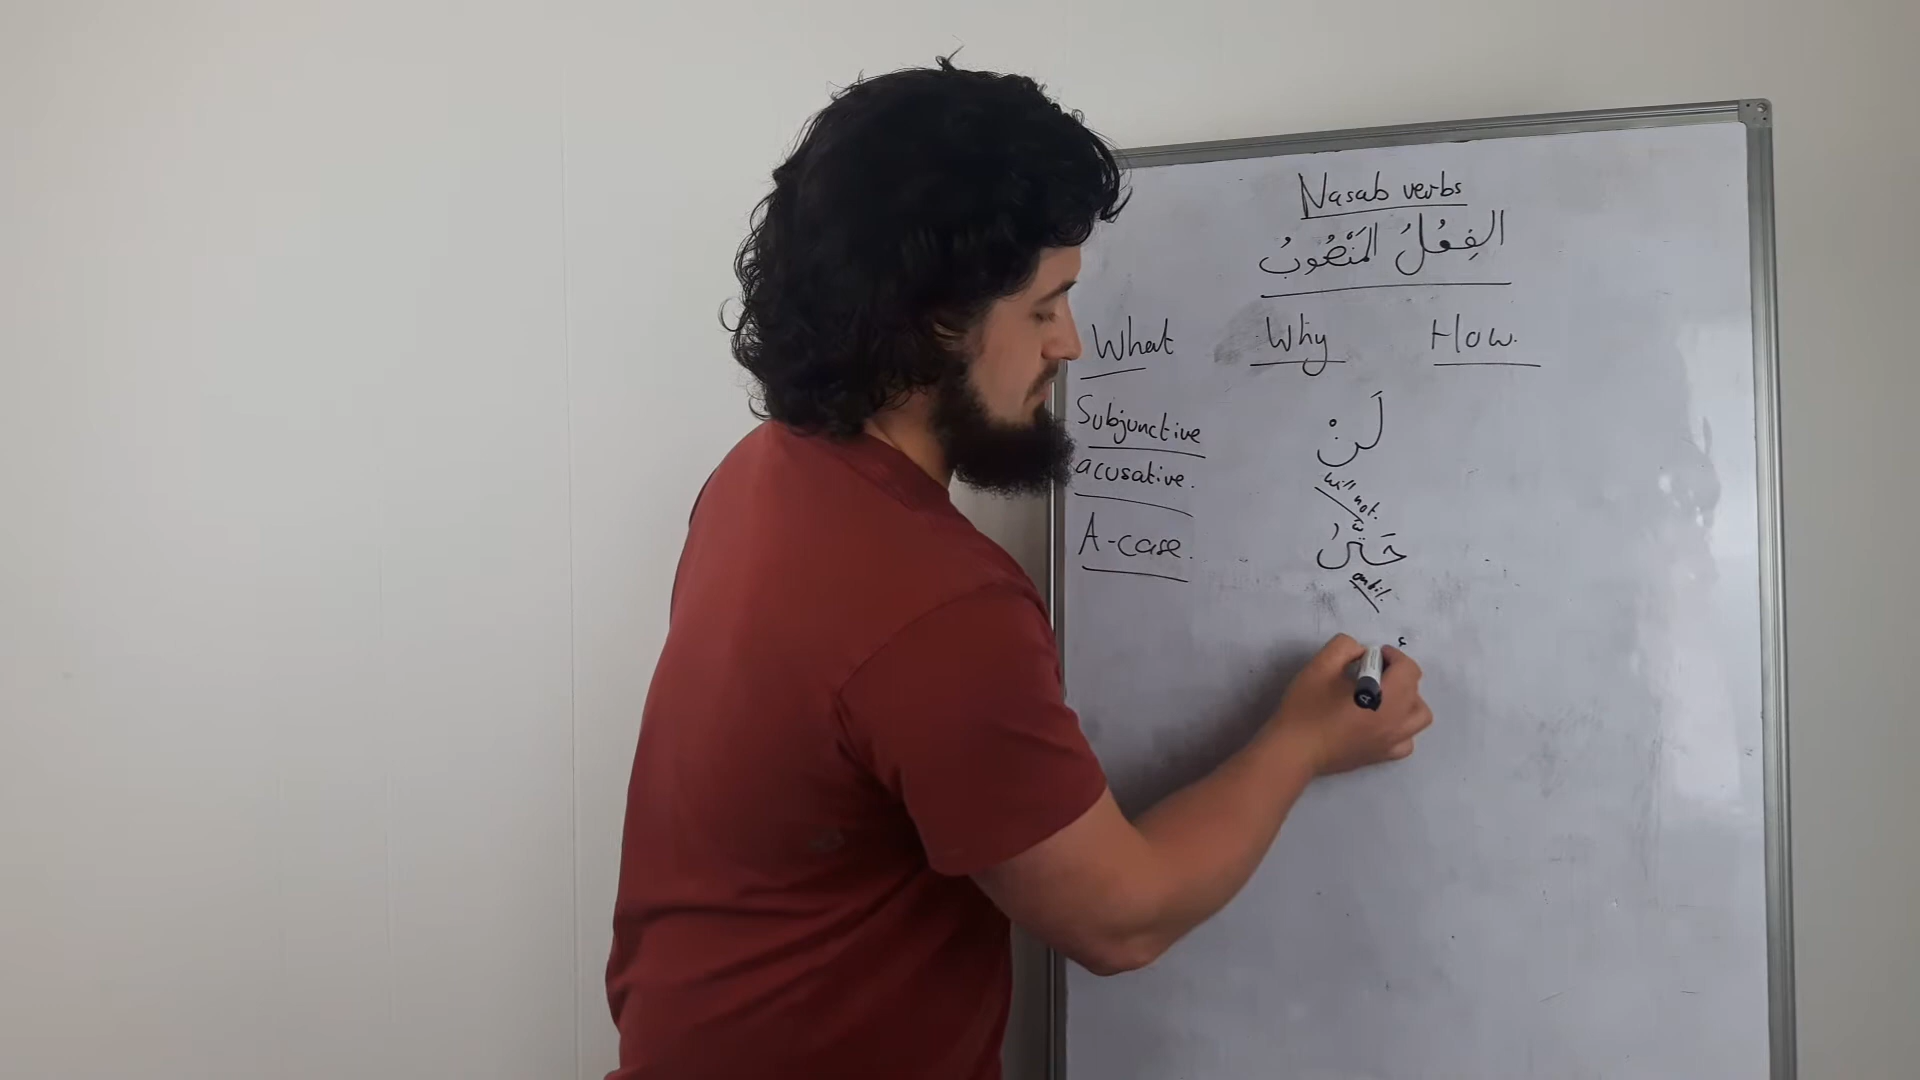 Nasab verbs
الفِعْلُ المَنْصُوبُ
What Why How.
Subjunctive
acusative.
A-case.
لَنْ
will not.
حَتّىٰ
until.